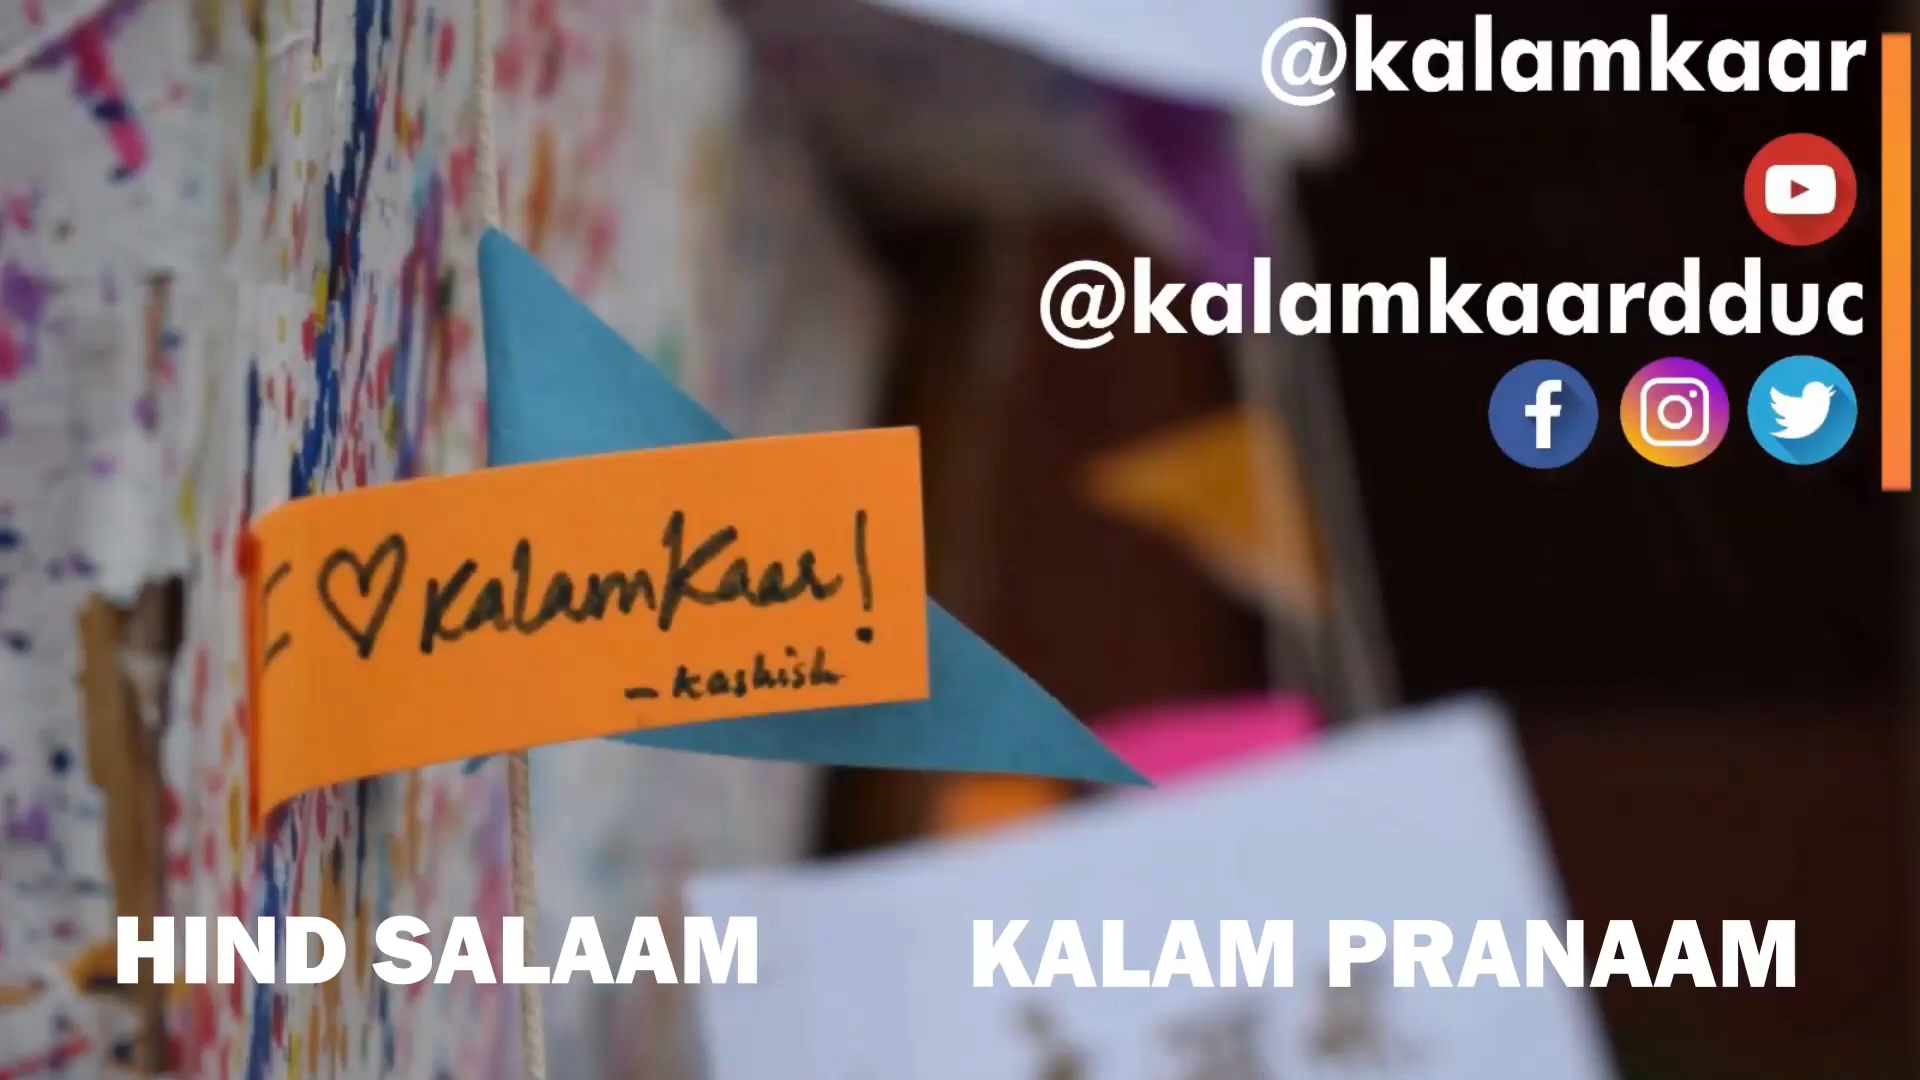 @kalamkaar
@kalamkaardduc
I ♡ KalamKaar!
- Kashish
HIND SALAAM
KALAM PRANAAM